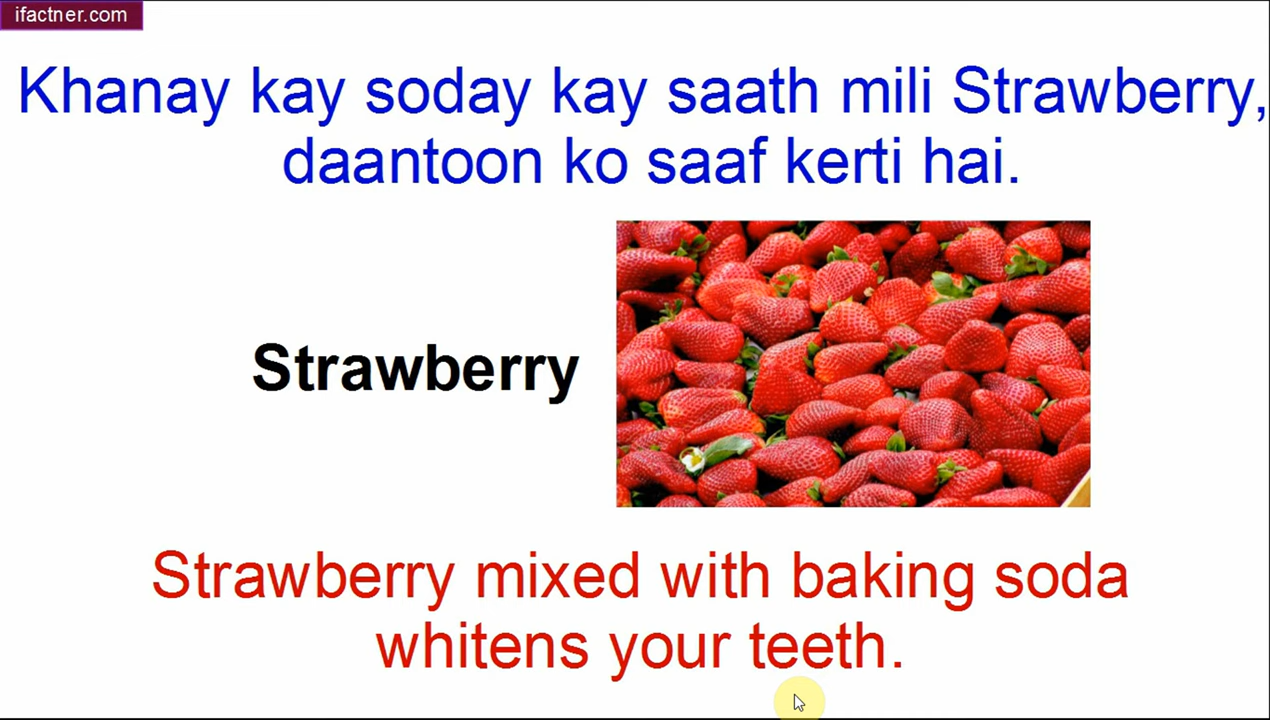 ifactner.com
Khanay kay soday kay saath mili Strawberry,
daantoon ko saaf kerti hai.
Strawberry
Strawberry mixed with baking soda
whitens your teeth.